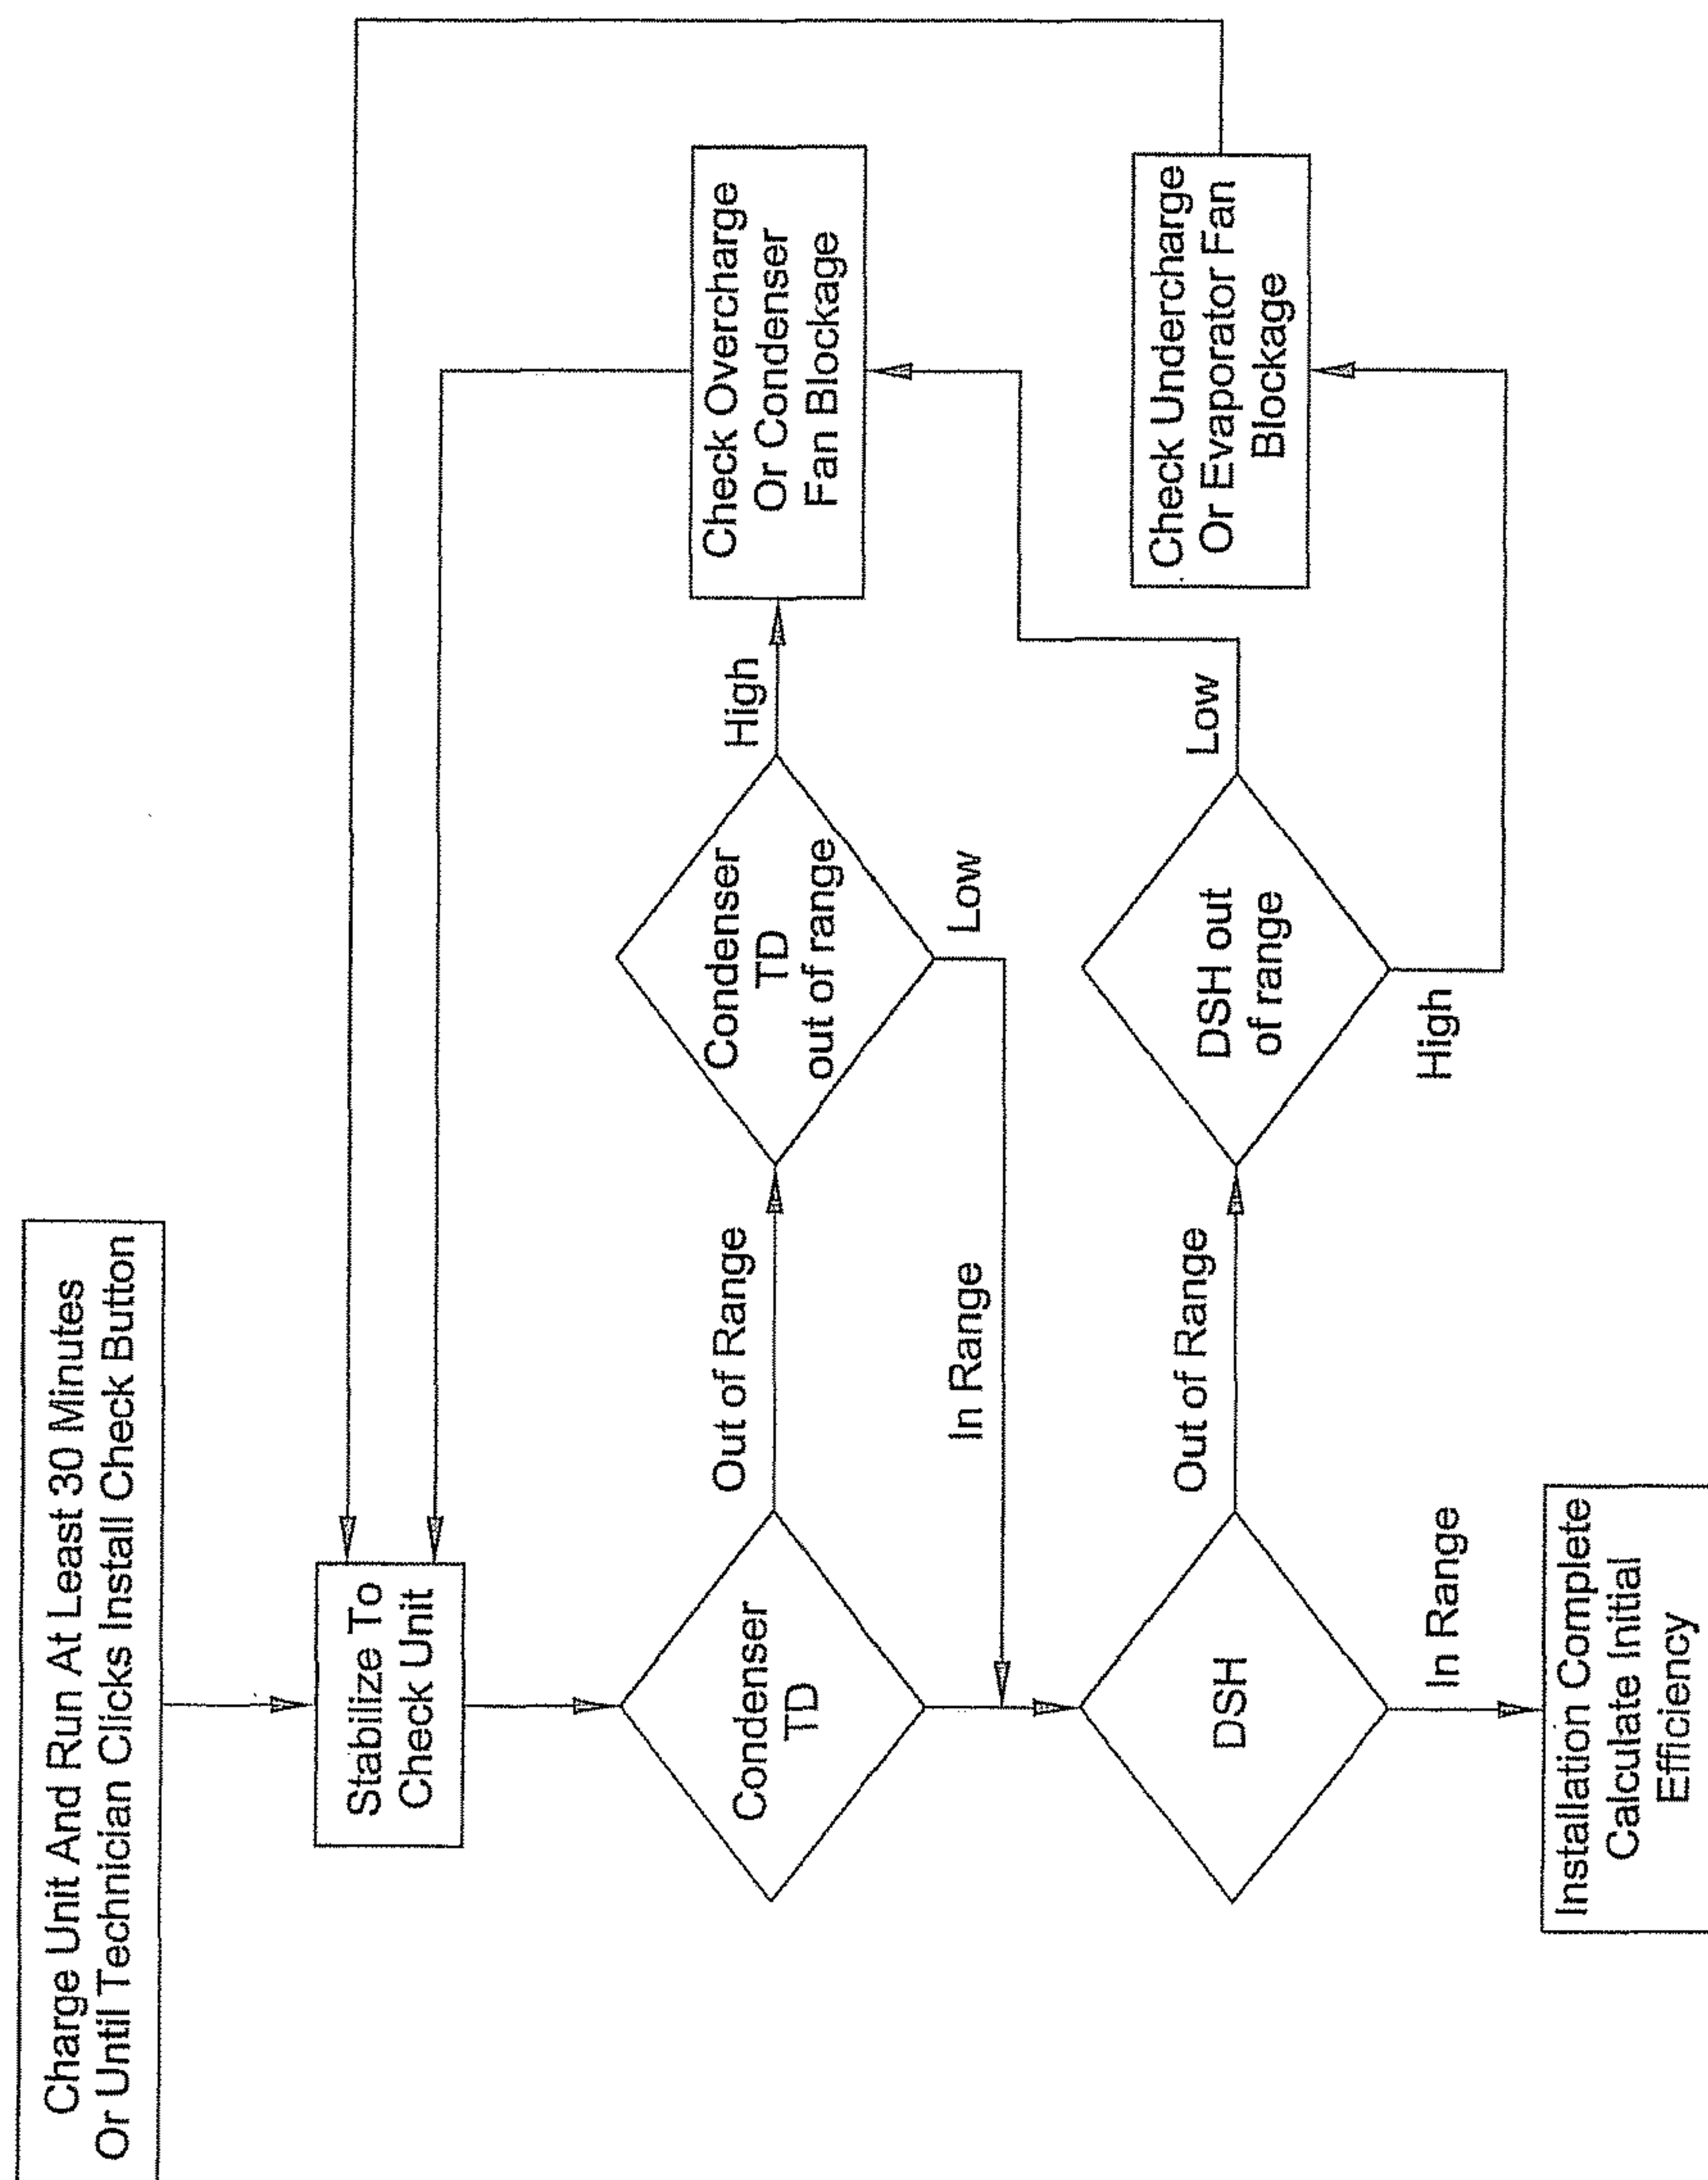 Charge Unit And Run At Least 30 Minutes
Or Until Technician Clicks Install Check Button
Stabilize To
Check Unit
Condenser
TD
Out of Range
Condenser
TD
out of range
High
Check Overcharge
Or Condenser
Fan Blockage
Low
In Range
DSH
Out of Range
DSH out
of range
Low
High
Check Undercharge
Or Evaporator Fan
Blockage
In Range
Installation Complete
Calculate Initial
Efficiency